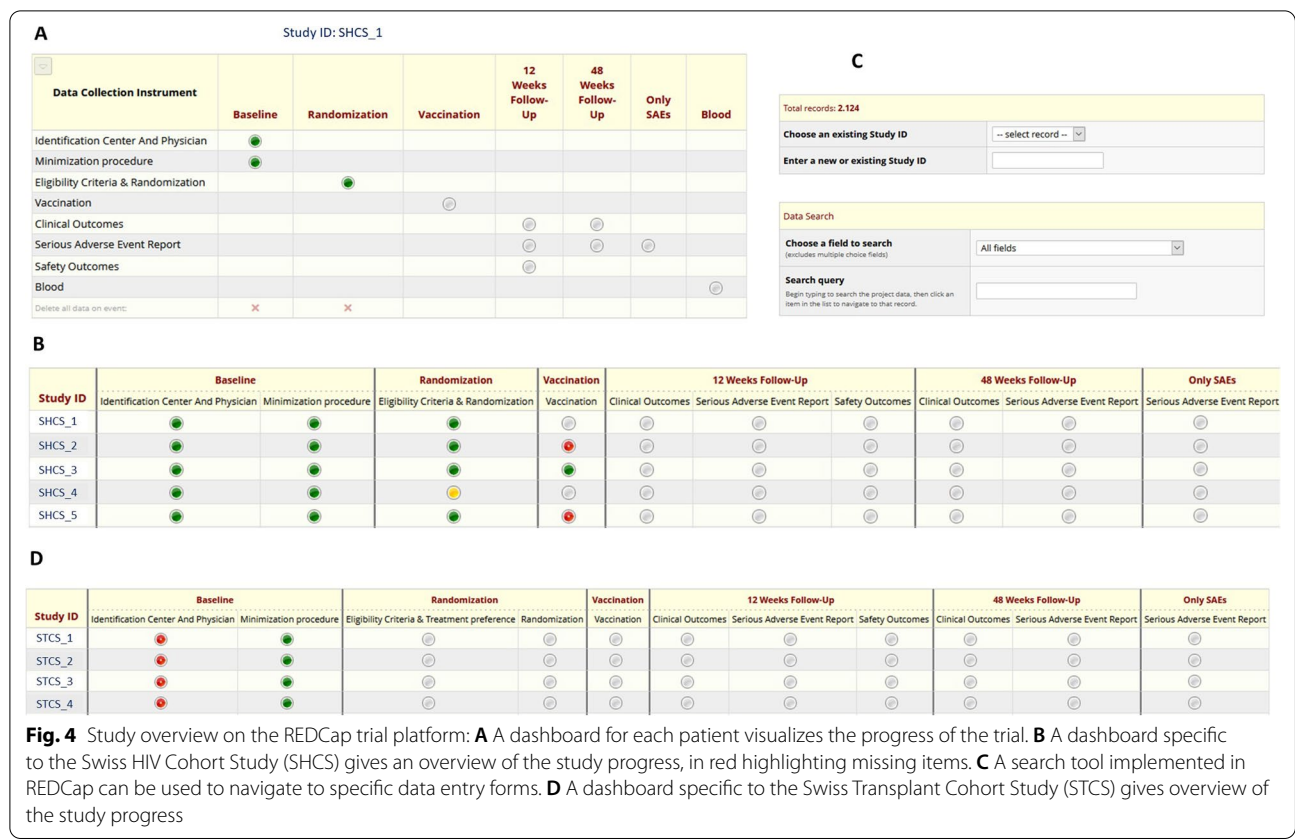 A
Study ID: SHCS_1
Data Collection Instrument Baseline Randomization Vaccination 12 Weeks Follow-Up 48 Weeks Follow-Up Only SAEs Blood
Identification Center And Physician
Minimization procedure
Eligibility Criteria & Randomization
Vaccination
Clinical Outcomes
Serious Adverse Event Report
Safety Outcomes
Blood
Delete all data on event:
C
Total records: 2.124
Choose an existing Study ID -- select record --
Enter a new or existing Study ID
Data Search
Choose a field to search All fields
(excludes multiple choice fields)
Search query
Begin typing to search the project data, then click an
item in the list to navigate to that record.
B
Baseline Randomization Vaccination 12 Weeks Follow-Up 48 Weeks Follow-Up Only SAEs
Study ID Identification Center And Physician Minimization procedure Eligibility Criteria & Randomization Vaccination Clinical Outcomes Serious Adverse Event Report Safety Outcomes Clinical Outcomes Serious Adverse Event Report Serious Adverse Event Report
SHCS_1
SHCS_2
SHCS_3
SHCS_4
SHCS_5
D
Baseline Randomization Vaccination 12 Weeks Follow-Up 48 Weeks Follow-Up Only SAEs
Study ID Identification Center And Physician Minimization procedure Eligibility Criteria & Treatment preference Randomization Vaccination Clinical Outcomes Serious Adverse Event Report Safety Outcomes Clinical Outcomes Serious Adverse Event Report Serious Adverse Event Report
STCS_1
STCS_2
STCS_3
STCS_4
Fig. 4 Study overview on the REDCap trial platform: A A dashboard for each patient visualizes the progress of the trial. B A dashboard specific
to the Swiss HIV Cohort Study (SHCS) gives an overview of the study progress, in red highlighting missing items. C A search tool implemented in
REDCap can be used to navigate to specific data entry forms. D A dashboard specific to the Swiss Transplant Cohort Study (STCS) gives overview of
the study progress